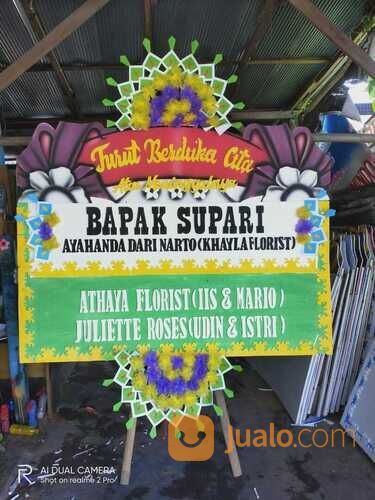 Turut Berduka Cita
Atas Meninggalnya
BAPAK SUPARI
AYAHANDA DARI NARTO (KHAYLA FLORIST)
ATHAYA FLORIST (IIS & MARIO)
JULIETTE ROSES (UDIN & ISTRI)
jualo.com
AI DUAL CAMERA
Shot on realme 2 Pro